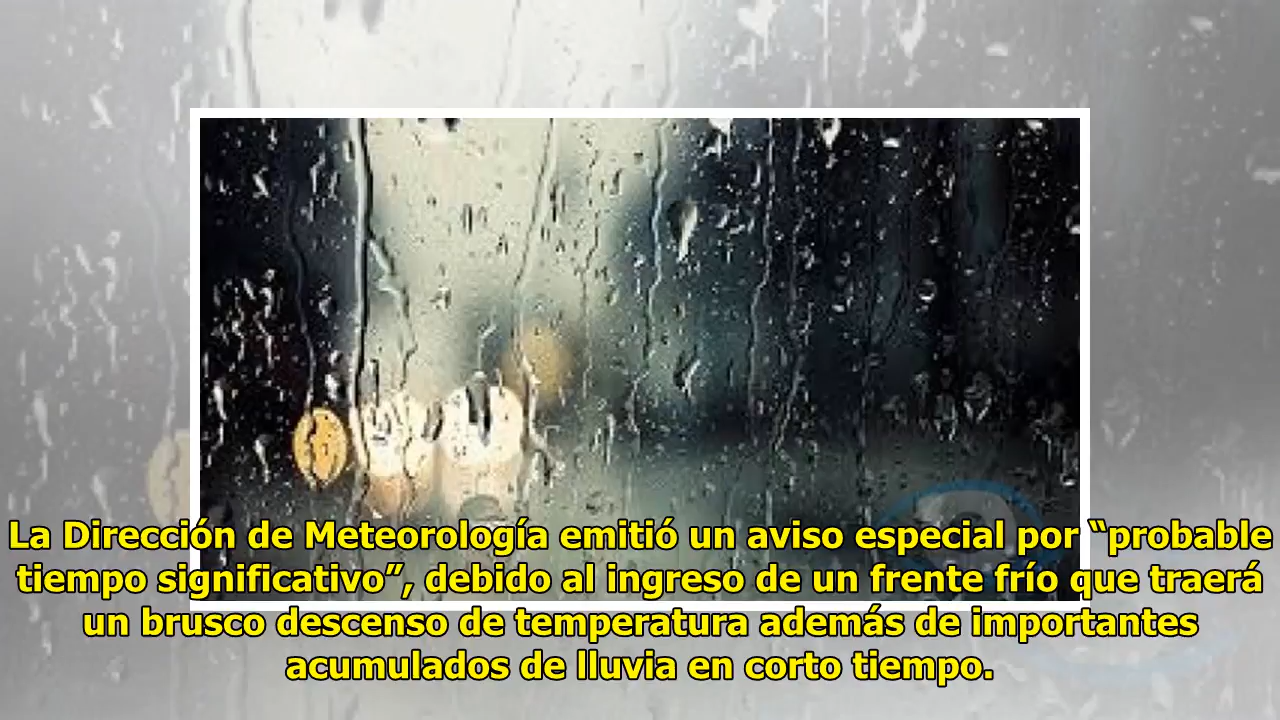 La Dirección de Meteorología emitió un aviso especial por “probable
tiempo significativo”, debido al ingreso de un frente frío que traerá
un brusco descenso de temperatura además de importantes
acumulados de lluvia en corto tiempo.